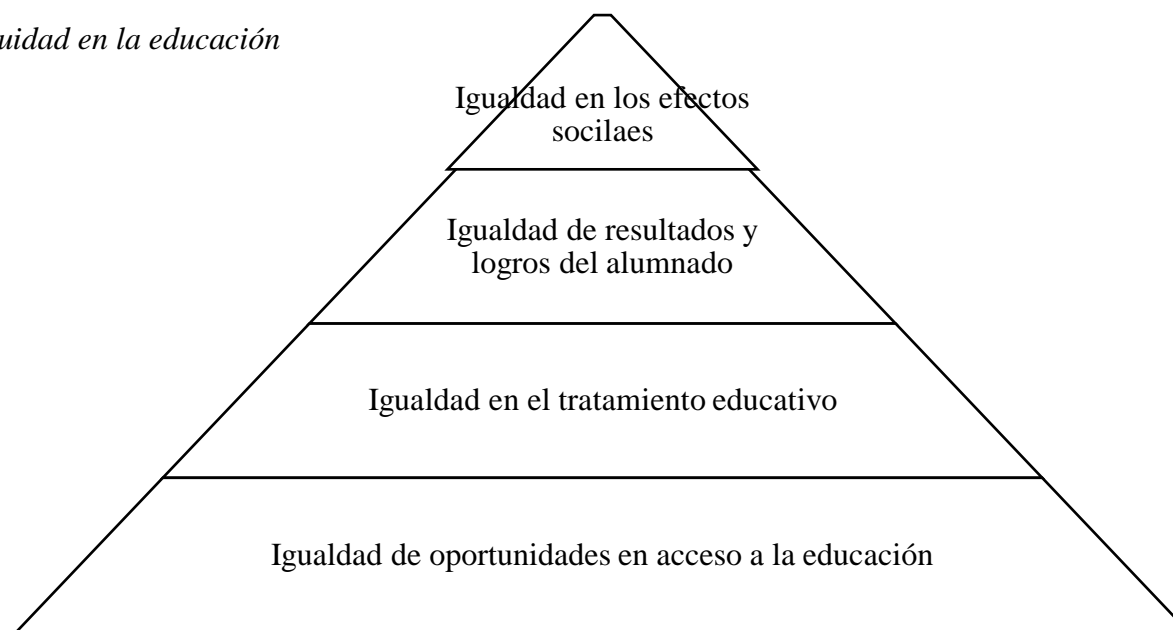 uidad en la educación
Igualdad en los efectos
socilaes
Igualdad de resultados y
logros del alumnado
Igualdad en el tratamiento educativo
Igualdad de oportunidades en acceso a la educación